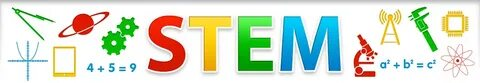 STEM
4 + 5 = 9
a² + b² = c²